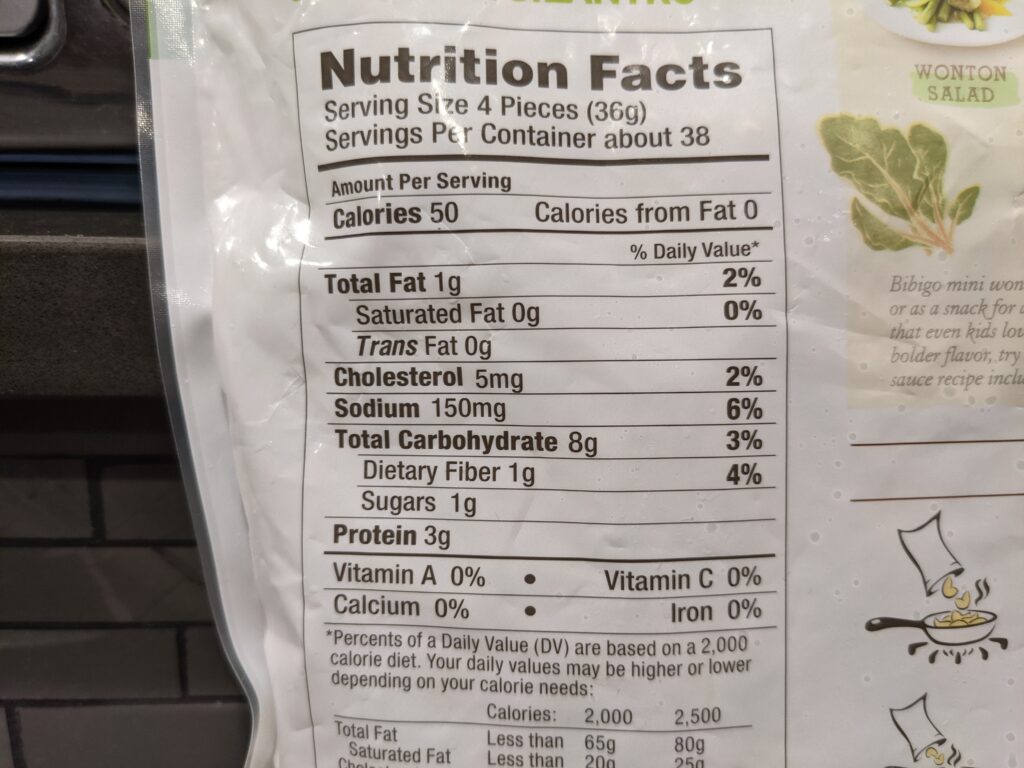 Nutrition Facts
Serving Size 4 Pieces (36g)
Servings Per Container about 38
Amount Per Serving
Calories 50 Calories from Fat 0
% Daily Value*
Total Fat 1g 2%
Saturated Fat 0g 0%
Trans Fat 0g
Cholesterol 5mg 2%
Sodium 150mg 6%
Total Carbohydrate 8g 3%
Dietary Fiber 1g 4%
Sugars 1g
Protein 3g
Vitamin A 0% • Vitamin C 0%
Calcium 0% • Iron 0%
*Percents of a Daily Value (DV) are based on a 2,000
calorie diet. Your daily values may be higher or lower
depending on your calorie needs:
Calories: 2,000 2,500
Total Fat Less than 65g 80g
Saturated Fat Less than 20g 25g
WONTON
SALAD
Bibigo mini
or as a snack for
that even kids
bolder flavor, try
sauce recipe